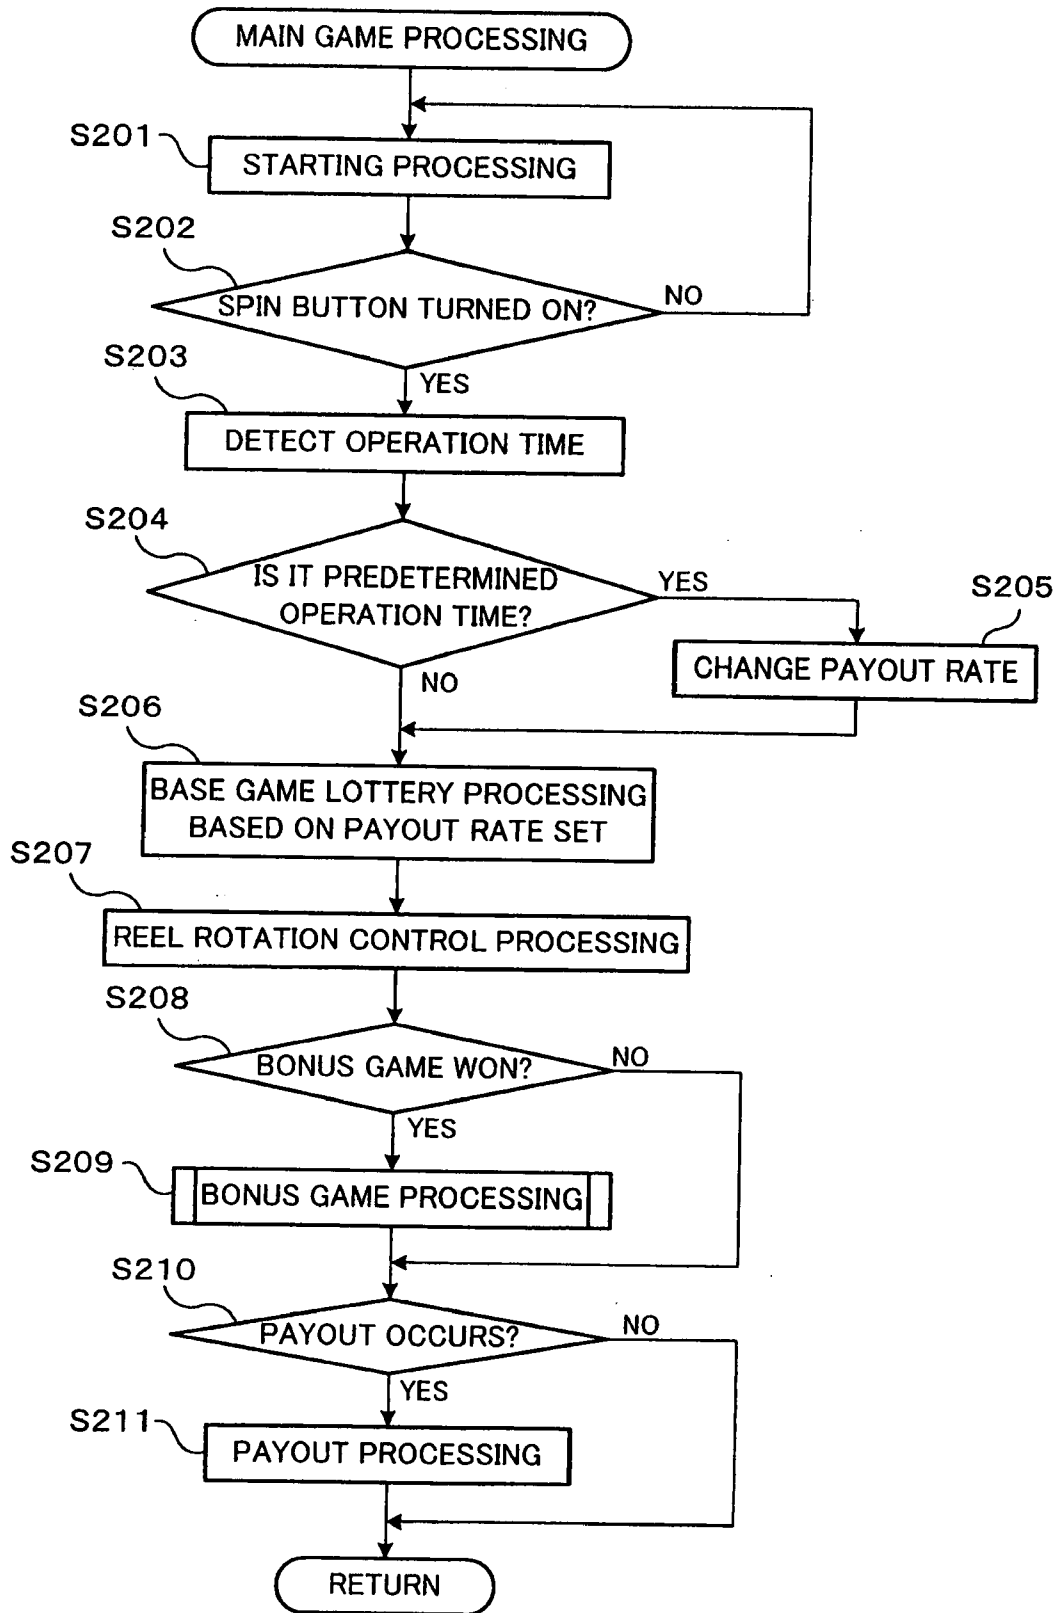 MAIN GAME PROCESSING
S201
STARTING PROCESSING
S202
SPIN BUTTON TURNED ON?
NO
YES
S203
DETECT OPERATION TIME
S204
IS IT PREDETERMINED
OPERATION TIME?
YES
NO
S205
CHANGE PAYOUT RATE
S206
BASE GAME LOTTERY PROCESSING
BASED ON PAYOUT RATE SET
S207
REEL ROTATION CONTROL PROCESSING
S208
BONUS GAME WON?
NO
YES
S209
BONUS GAME PROCESSING
S210
PAYOUT OCCURS?
NO
YES
S211
PAYOUT PROCESSING
RETURN